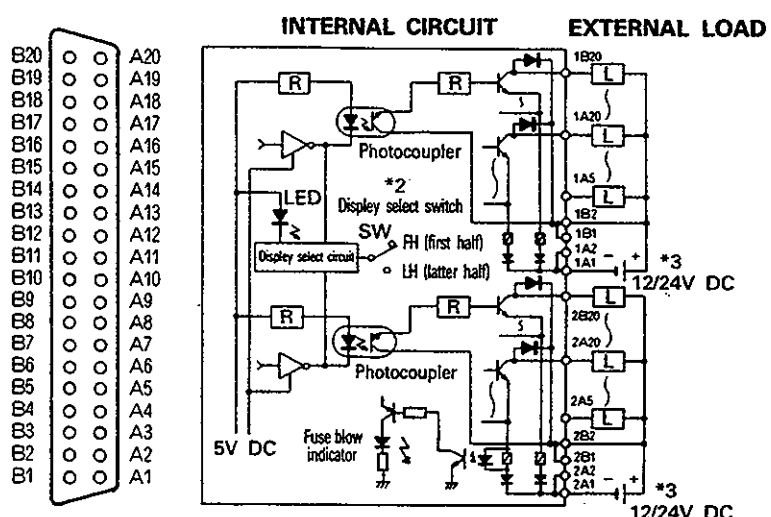 INTERNAL CIRCUIT
EXTERNAL LOAD
B20 A20
B19 A19
B18 A18
B17 A17
B16 A16
B15 A15
B14 A14
B13 A13
B12 A12
B11 A11
B10 A10
B9 A9
B8 A8
B7 A7
B6 A6
B5 A5
B4 A4
B3 A3
B2 A2
B1 A1
R
R
Photocoupler
*2
Display select switch
LED
SW
FH (first half)
LH (latter half)
Display select circuit
R
R
Photocoupler
Fuse blow
indicator
5V DC
1B20
L
1A20
L
1A5
L
1B2
1B1
1A2
1A1
- +
*3
12/24V DC
2B20
L
2A20
L
2A5
L
2B2
2B1
2A2
2A1
- +
*3
12/24V DC